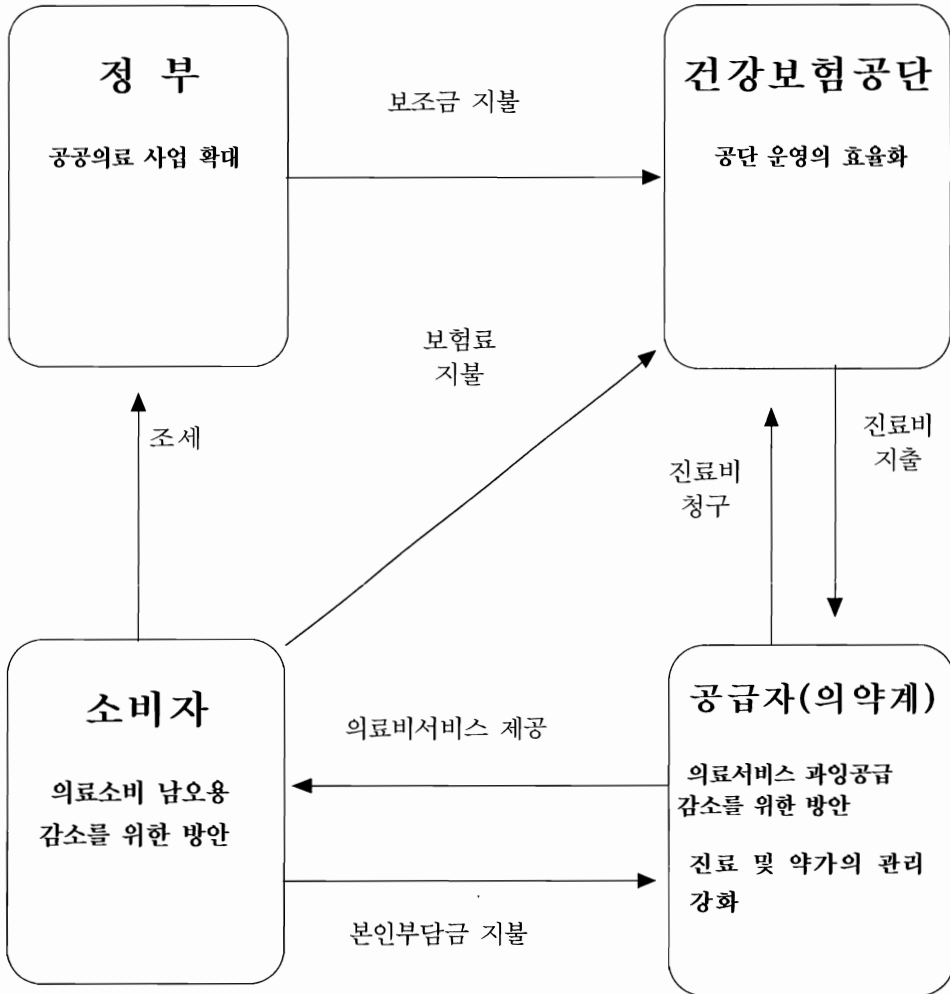 정 부
공공의료 사업 확대
보조금 지불
건강보험공단
공단 운영의 효율화
보험료
지불
조세
진료비
청구
진료비
지출
소비자
의료소비 남오용
감소를 위한 방안
의료비서비스 제공
본인부담금 지불
공급자(의약계)
의료서비스 과잉공급
감소를 위한 방안
진료 및 약가의 관리
강화